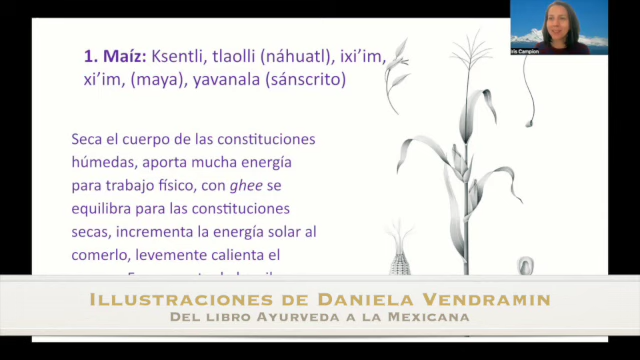 1. Maíz: Ksentli, tlaolli (náhuatl), ixi’im,
xi’im, (maya), yavanala (sánscrito)
Seca el cuerpo de las constituciones
húmedas, aporta mucha energía
para trabajo físico, con ghee se
equilibra para las constituciones
secas, incrementa la energía solar al
comerlo, levemente calienta el
Illustraciones de Daniela Vendramin
Del libro Ayurveda a la Mexicana
Campion